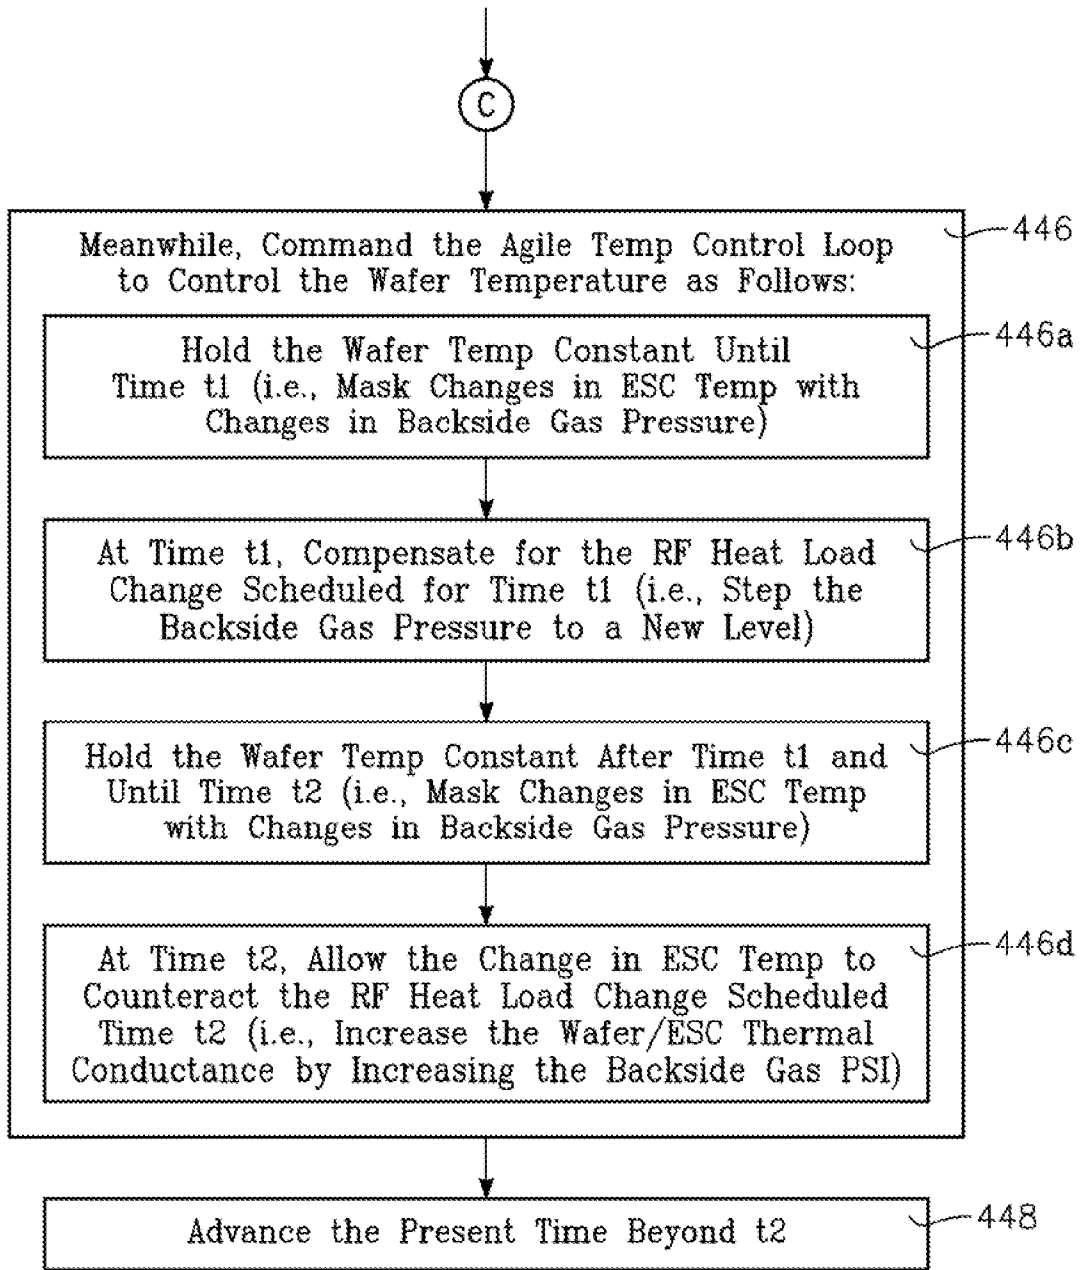 C
446
Meanwhile, Command the Agile Temp Control Loop
to Control the Wafer Temperature as Follows:
446a
Hold the Wafer Temp Constant Until
Time t1 (i.e., Mask Changes in ESC Temp with
Changes in Backside Gas Pressure)
446b
At Time t1, Compensate for the RF Heat Load
Change Scheduled for Time t1 (i.e., Step the
Backside Gas Pressure to a New Level)
446c
Hold the Wafer Temp Constant After Time t1 and
Until Time t2 (i.e., Mask Changes in ESC Temp
with Changes in Backside Gas Pressure)
446d
At Time t2, Allow the Change in ESC Temp to
Counteract the RF Heat Load Change Scheduled
Time t2 (i.e., Increase the Wafer/ESC Thermal
Conductance by Increasing the Backside Gas PSI)
448
Advance the Present Time Beyond t2